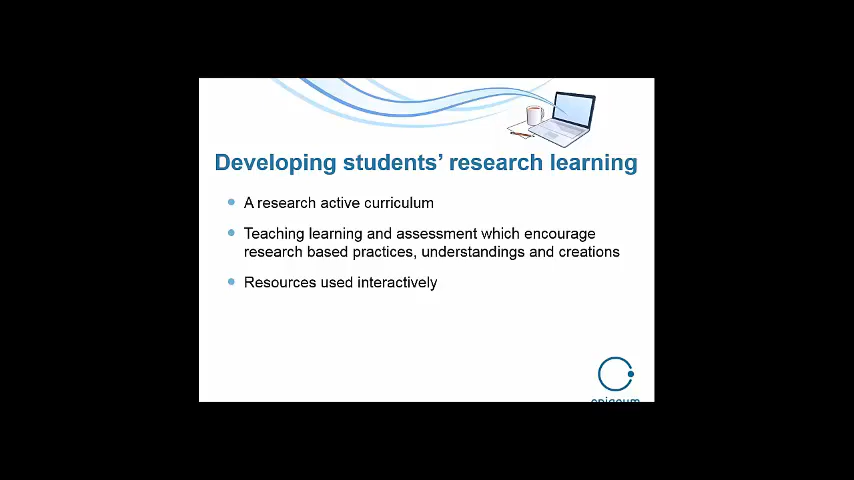 Developing students' research learning
A research active curriculum
Teaching learning and assessment which encourage
research based practices, understandings and creations
Resources used interactively
epigeum